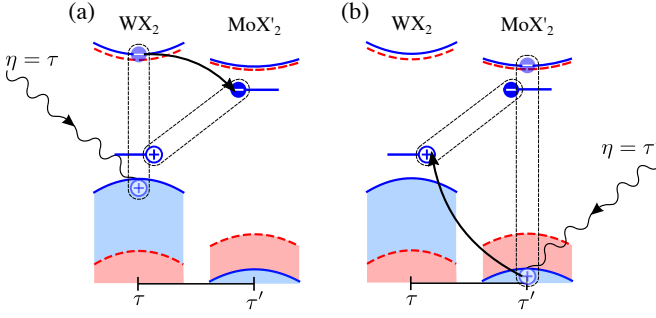 (a) WX₂ MoX'₂
η = τ
τ τ′
(b) WX₂ MoX'₂
η = τ′
τ τ′